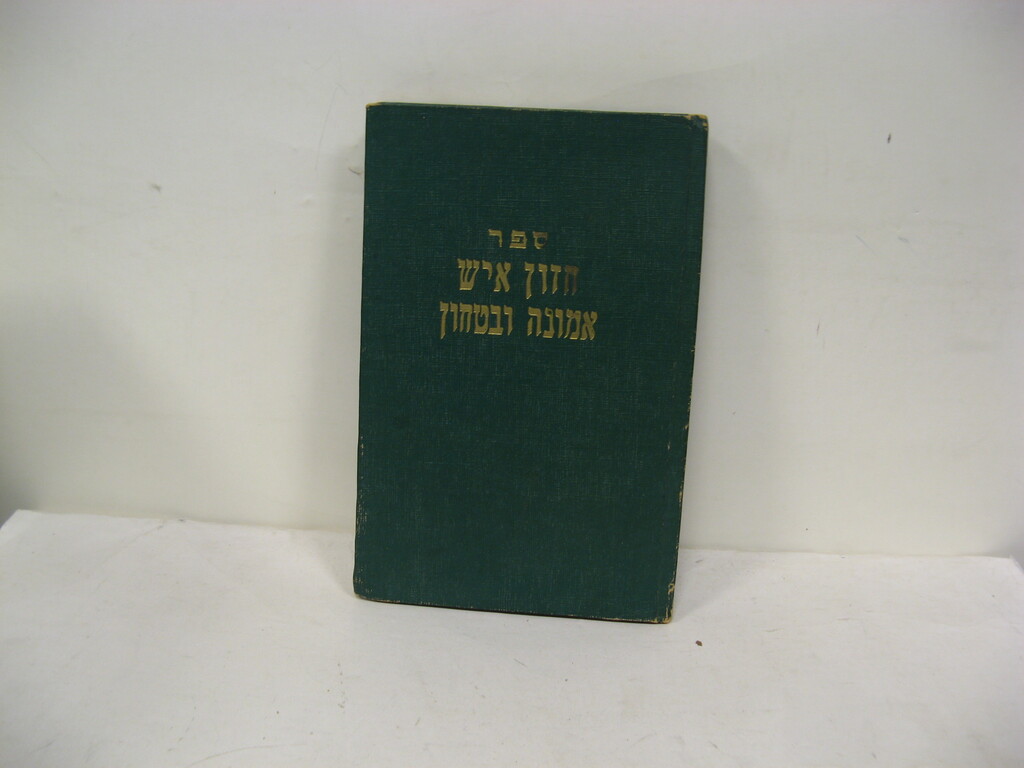 ספר
חזון איש
אמונה ובטחון